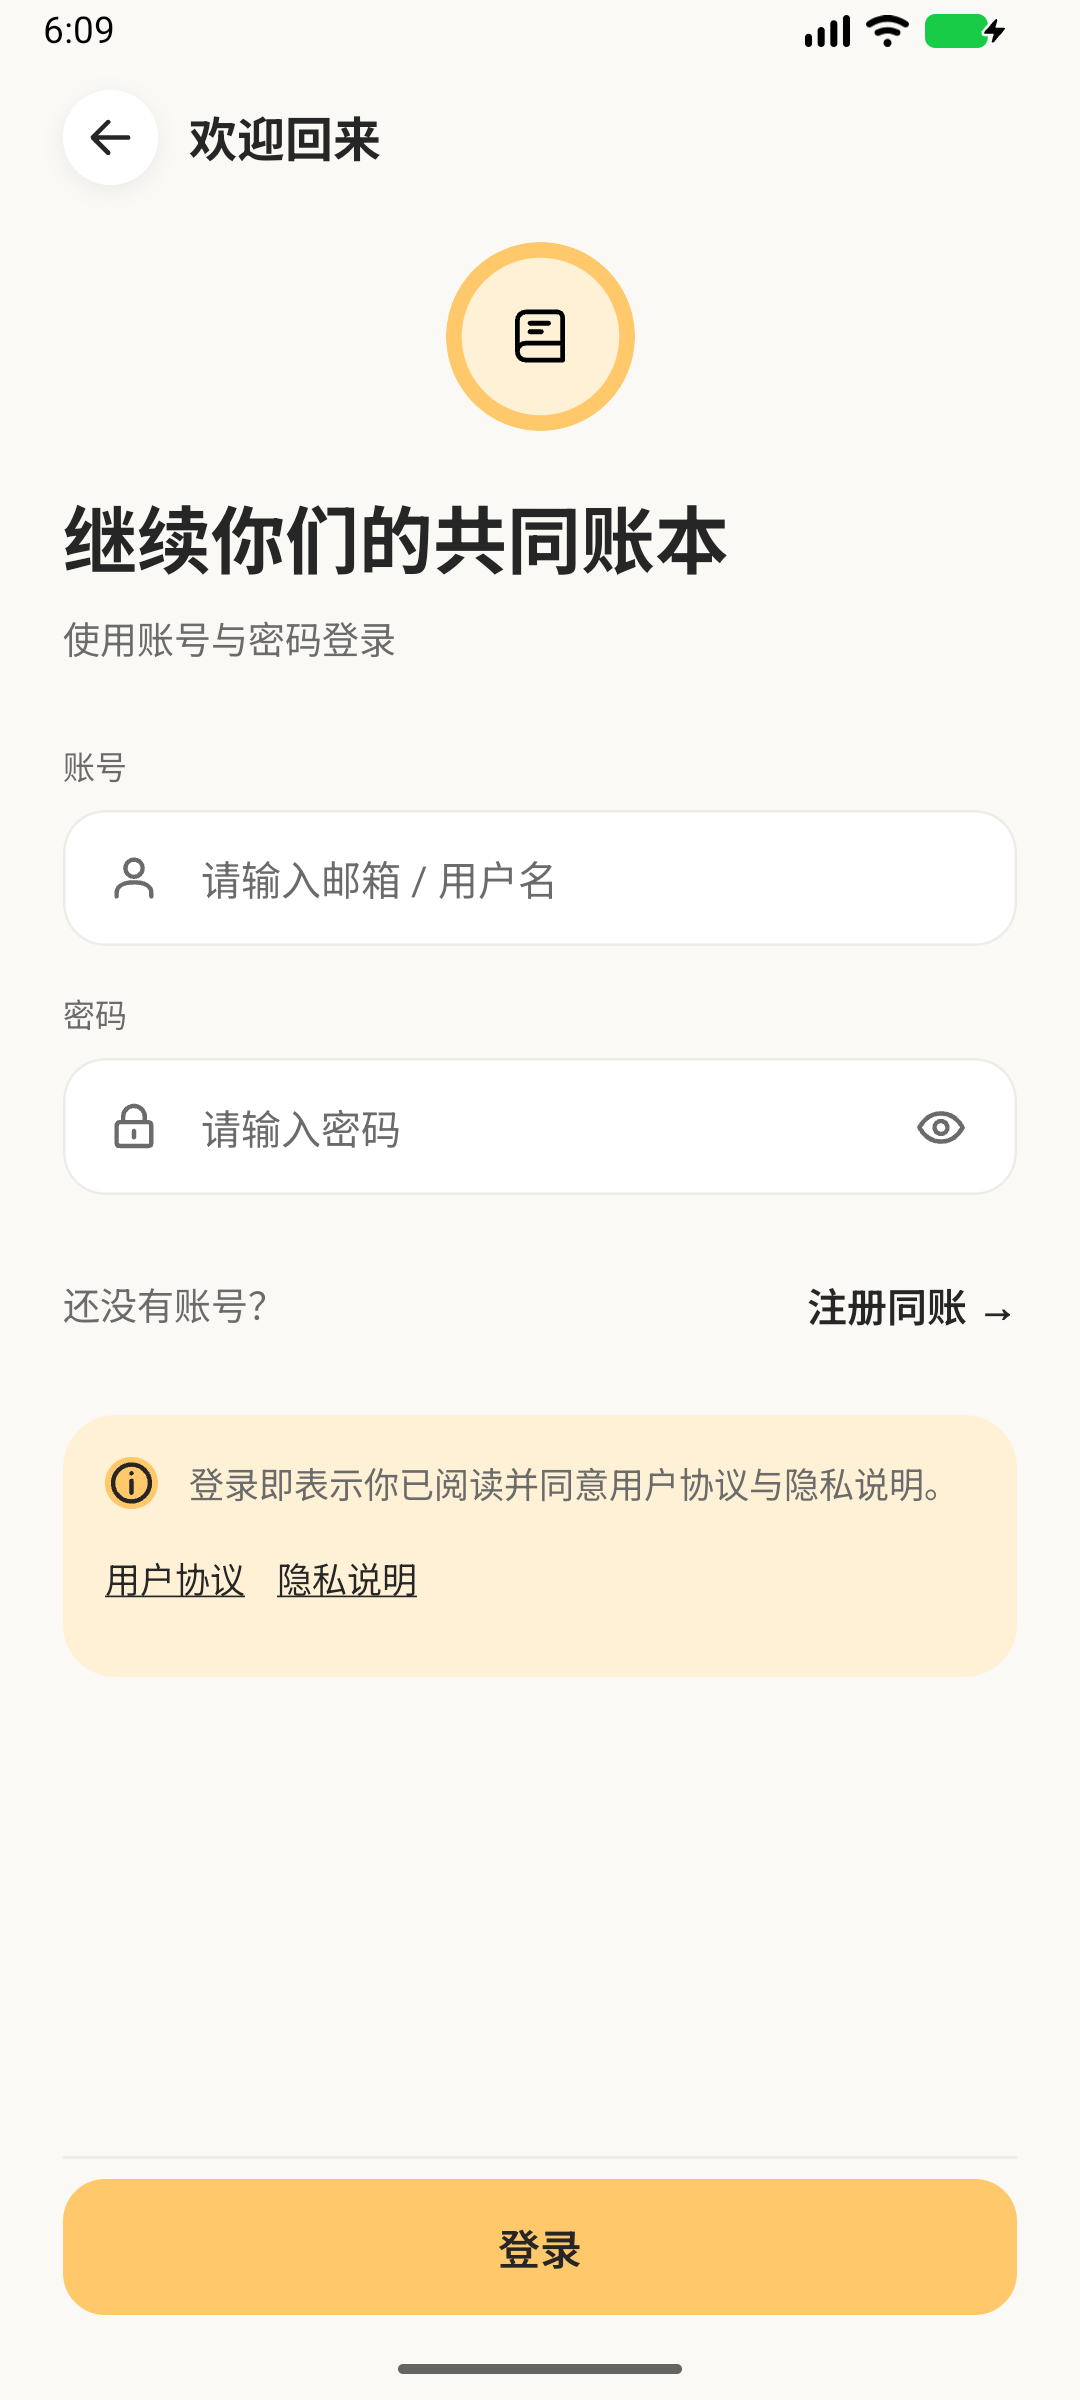 6:09
欢迎回来
继续你们的共同账本
使用账号与密码登录
账号
请输入邮箱 / 用户名
密码
请输入密码
还没有账号？
注册同账 →
登录即表示你已阅读并同意用户协议与隐私说明。
用户协议 隐私说明
登录